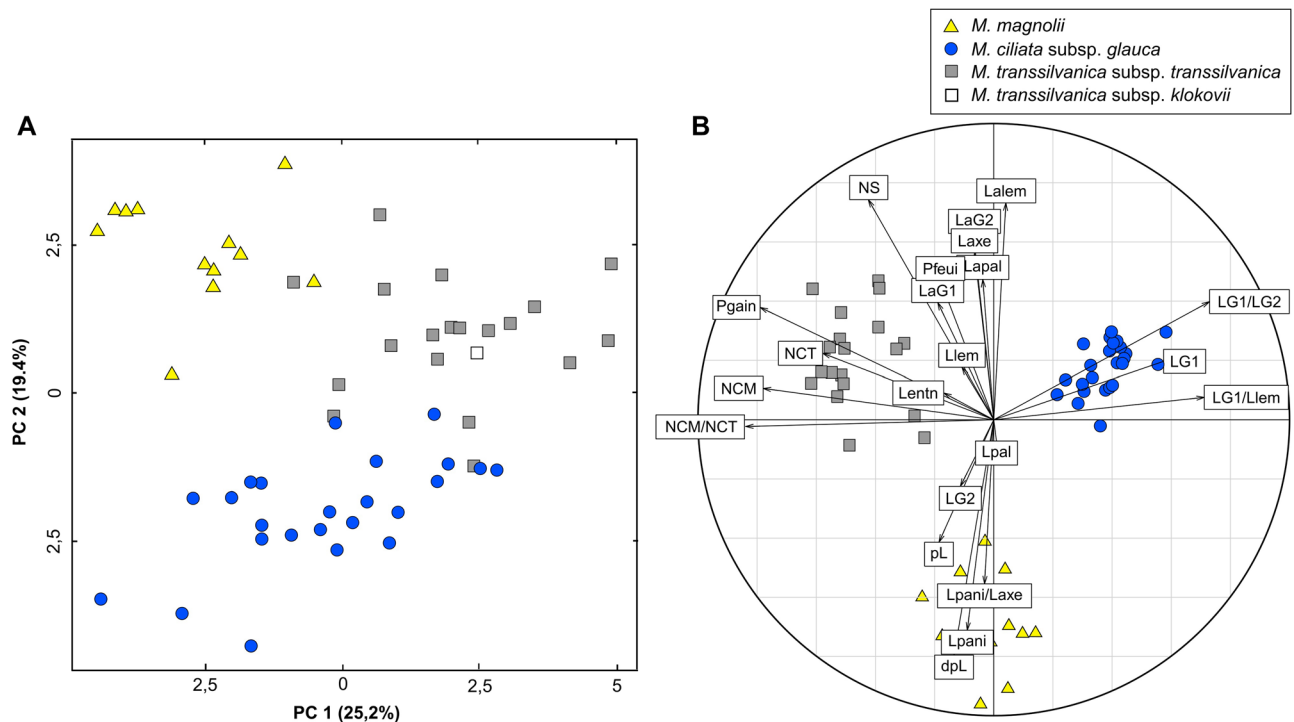 M. magnolii
M. ciliata subsp. glauca
M. transsilvanica subsp. transsilvanica
M. transsilvanica subsp. klokovii
A
B
2,5
0
2,5
PC 2 (19.4%)
2,5
0
2,5
5
PC 1 (25,2%)
NS
Lalem
LaG2
Laxe
Pfeui
Lapal
LaG1
Pgain
LG1/LG2
NCT
Llem
LG1
NCM
Lentn
LG1/Llem
NCM/NCT
Lpal
LG2
pL
Lpani/Laxe
Lpani
dpL